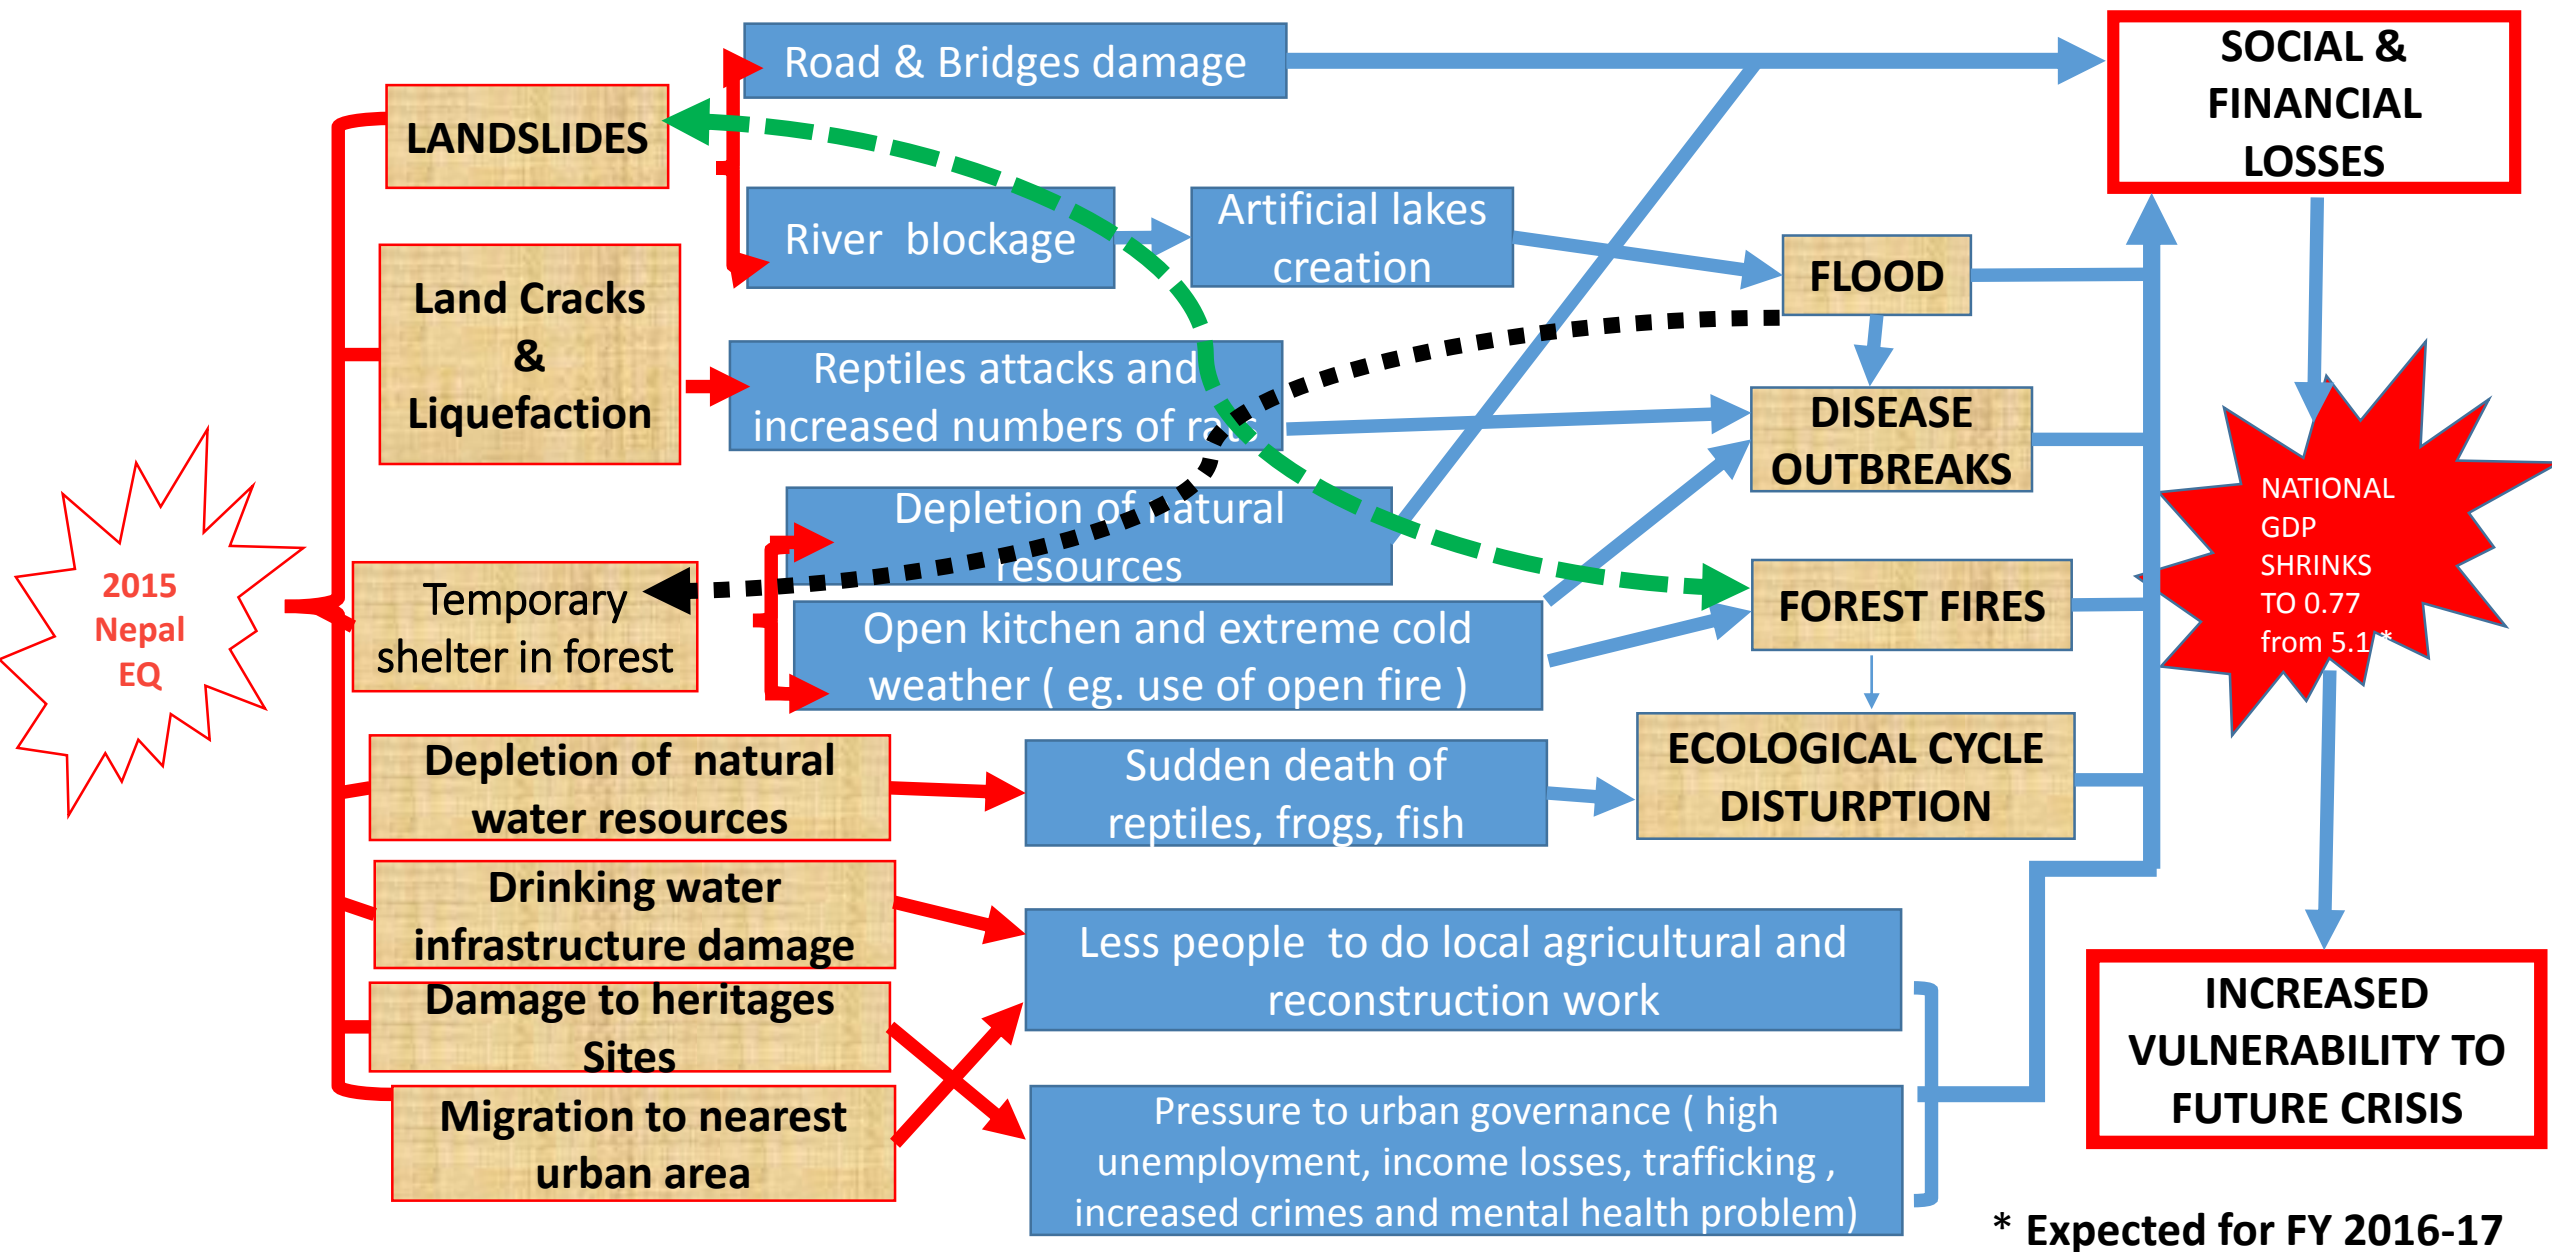 2015
Nepal
EQ
LANDSLIDES
Land Cracks
&
Liquefaction
Temporary
shelter in forest
Depletion of natural
water resources
Drinking water
infrastructure damage
Damage to heritages
Sites
Migration to nearest
urban area
Road & Bridges damage
River blockage
Artificial lakes
creation
Reptiles attacks and
increased numbers of rats
Depletion of natural
resources
Open kitchen and extreme cold
weather ( eg. use of open fire )
Sudden death of
reptiles, frogs, fish
Less people to do local agricultural and
reconstruction work
Pressure to urban governance ( high
unemployment, income losses, trafficking ,
increased crimes and mental health problem)
FLOOD
DISEASE
OUTBREAKS
FOREST FIRES
ECOLOGICAL CYCLE
DISTURPTION
SOCIAL &
FINANCIAL
LOSSES
NATIONAL
GDP
SHRINKS
TO 0.77
from 5.1 *
INCREASED
VULNERABILITY TO
FUTURE CRISIS
* Expected for FY 2016-17